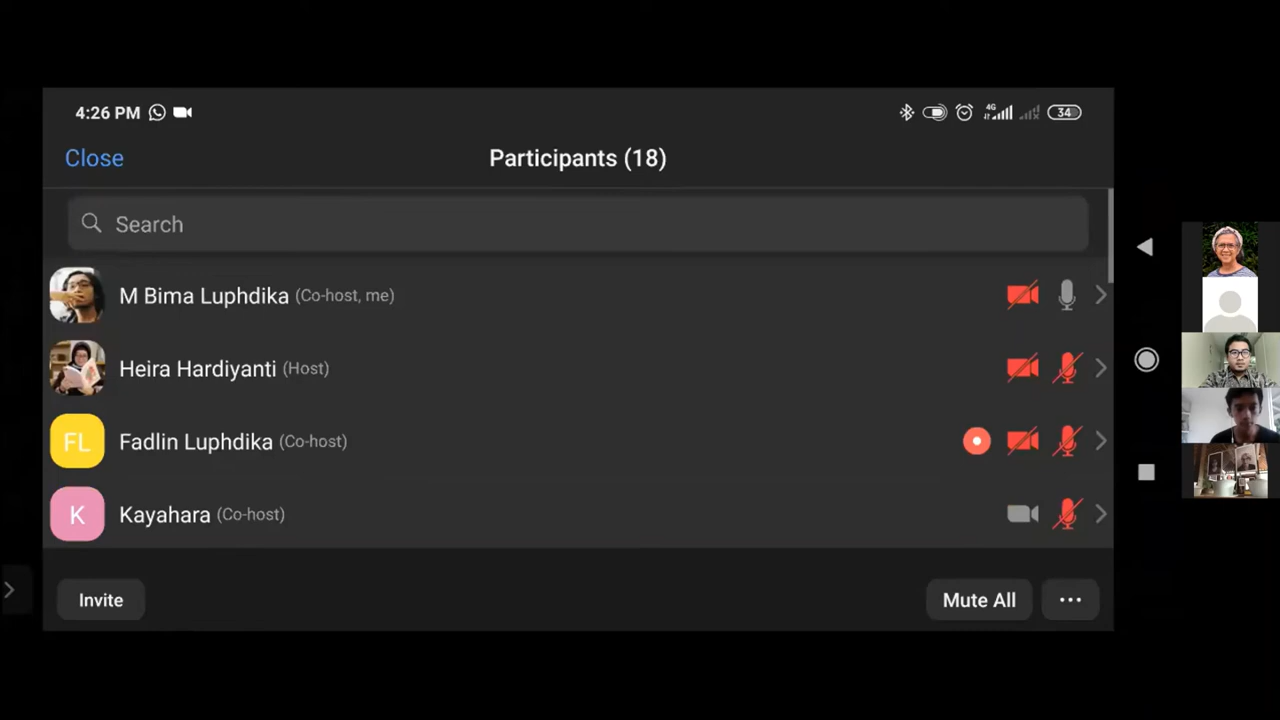 4:26 PM 4G 34
Close Participants (18)
Search
M Bima Luphdika (Co-host, me)
Heira Hardiyanti (Host)
FL Fadlin Luphdika (Co-host)
K Kayahara (Co-host)
Invite Mute All ...